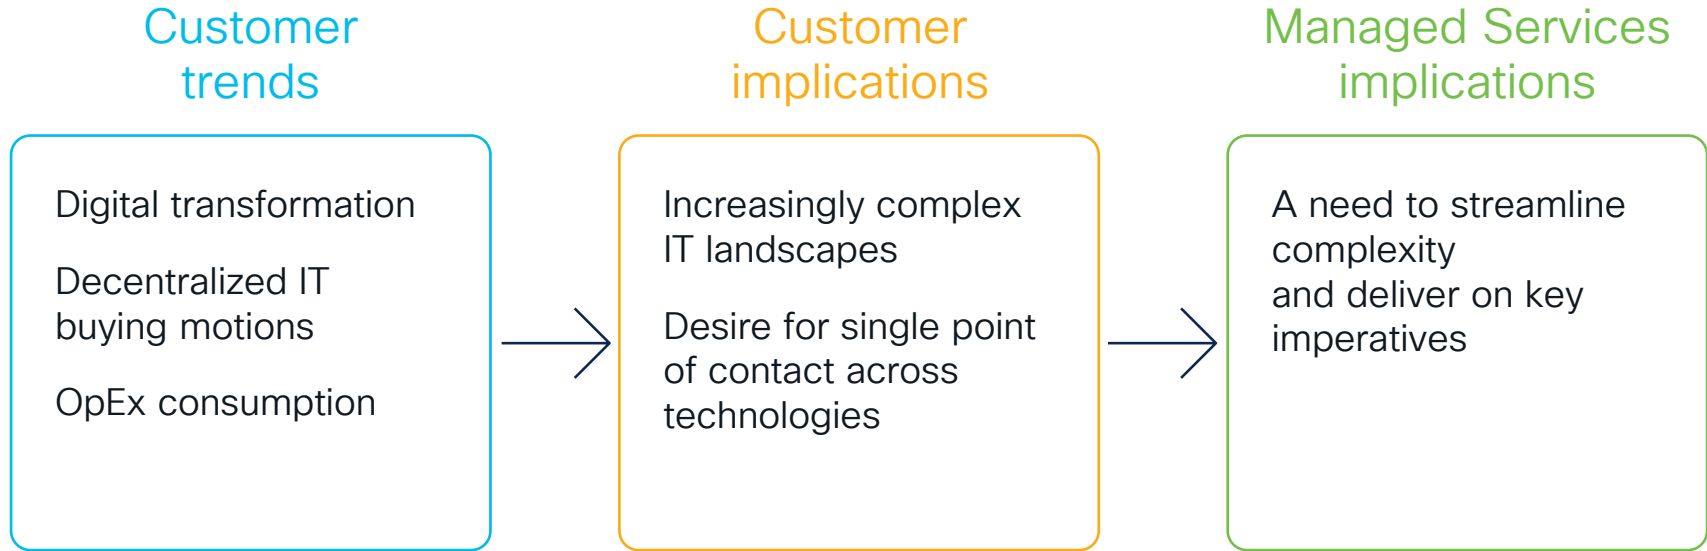 Customer
trends
Digital transformation
Decentralized IT
buying motions
OpEx consumption
Customer
implications
Increasingly complex
IT landscapes
Desire for single point
of contact across
technologies
Managed Services
implications
A need to streamline
complexity
and deliver on key
imperatives